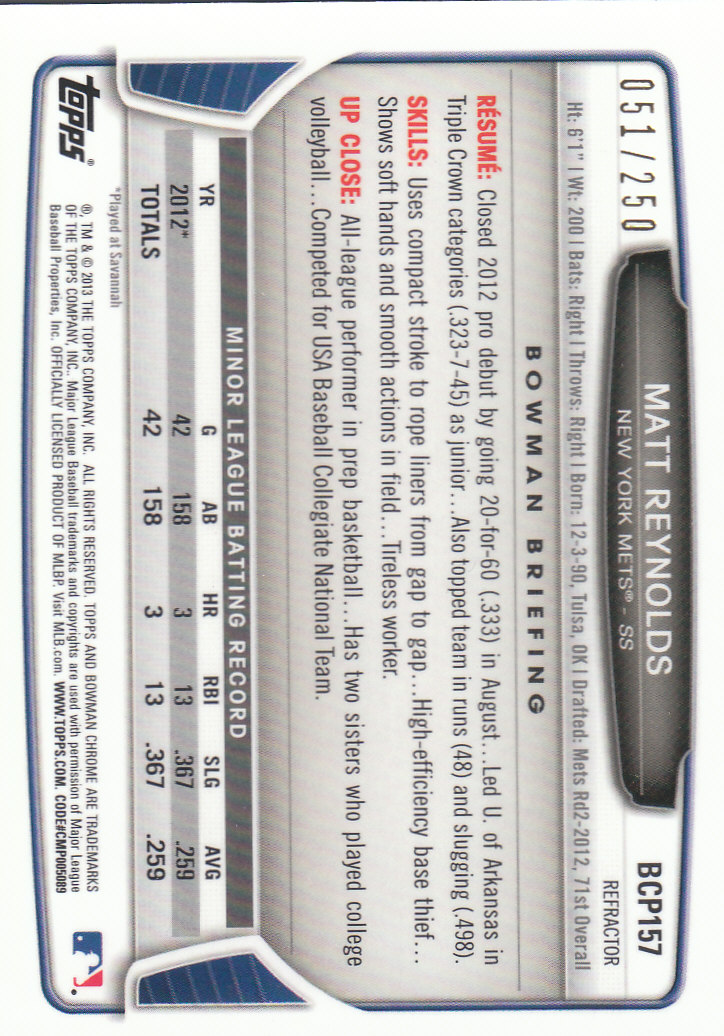 051/250
MATT REYNOLDS
NEW YORK METS® - SS
BCP157
REFRACTOR
Ht: 6'1" | Wt: 200 | Bats: Right | Throws: Right | Born: 12-3-90, Tulsa, OK | Drafted: Mets Rd2-2012, 71st Overall
BOWMAN BRIEFING
RÉSUMÉ: Closed 2012 pro debut by going 20-for-60 (.333) in August...Led U. of Arkansas in
Triple Crown categories (.323-7-45) as junior...Also topped team in runs (48) and slugging (.498).
SKILLS: Uses compact stroke to rope liners from gap to gap...High-efficiency base thief...
Shows soft hands and smooth actions in field...Tireless worker.
UP CLOSE: All-league performer in prep basketball...Has two sisters who played college
volleyball...Competed for USA Baseball Collegiate National Team.
MINOR LEAGUE BATTING RECORD
YR G AB HR RBI SLG AVG
2012* 42 158 3 13 .367 .259
TOTALS 42 158 3 13 .367 .259
*Played at Savannah
Topps®
®, TM & © 2013 THE TOPPS COMPANY, INC. ALL RIGHTS RESERVED. TOPPS AND BOWMAN CHROME ARE TRADEMARKS
OF THE TOPPS COMPANY, INC. Major League Baseball trademarks and copyrights are used with permission of Major League
Baseball Properties, Inc. OFFICIALLY LICENSED PRODUCT OF MLBP. Visit MLB.com. WWW.TOPPS.COM. CODE#CMP005089